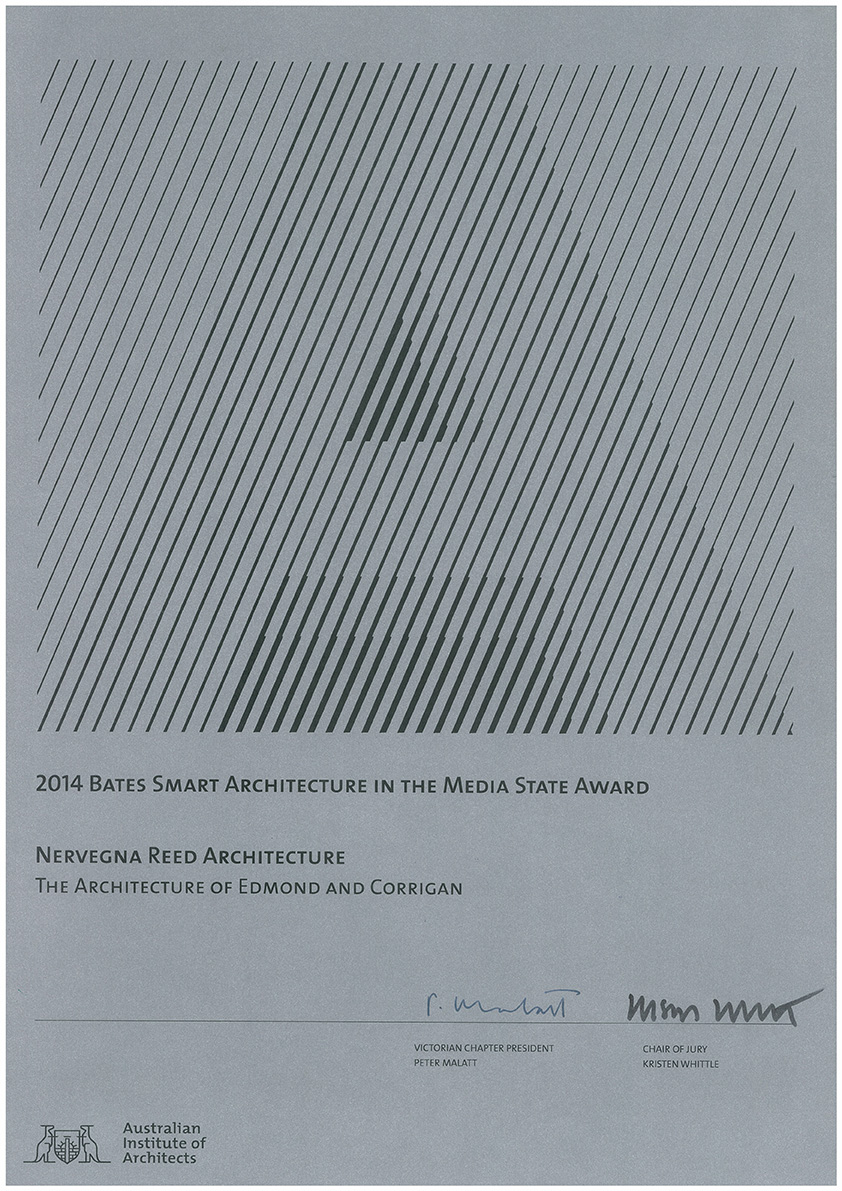 2014 Bates Smart Architecture in the Media State Award
Nervegna Reed Architecture
The Architecture of Edmond and Corrigan
P. Malatt
VICTORIAN CHAPTER PRESIDENT
PETER MALATT
CHAIR OF JURY
KRISTEN WHITTLE
Australian
Institute of
Architects